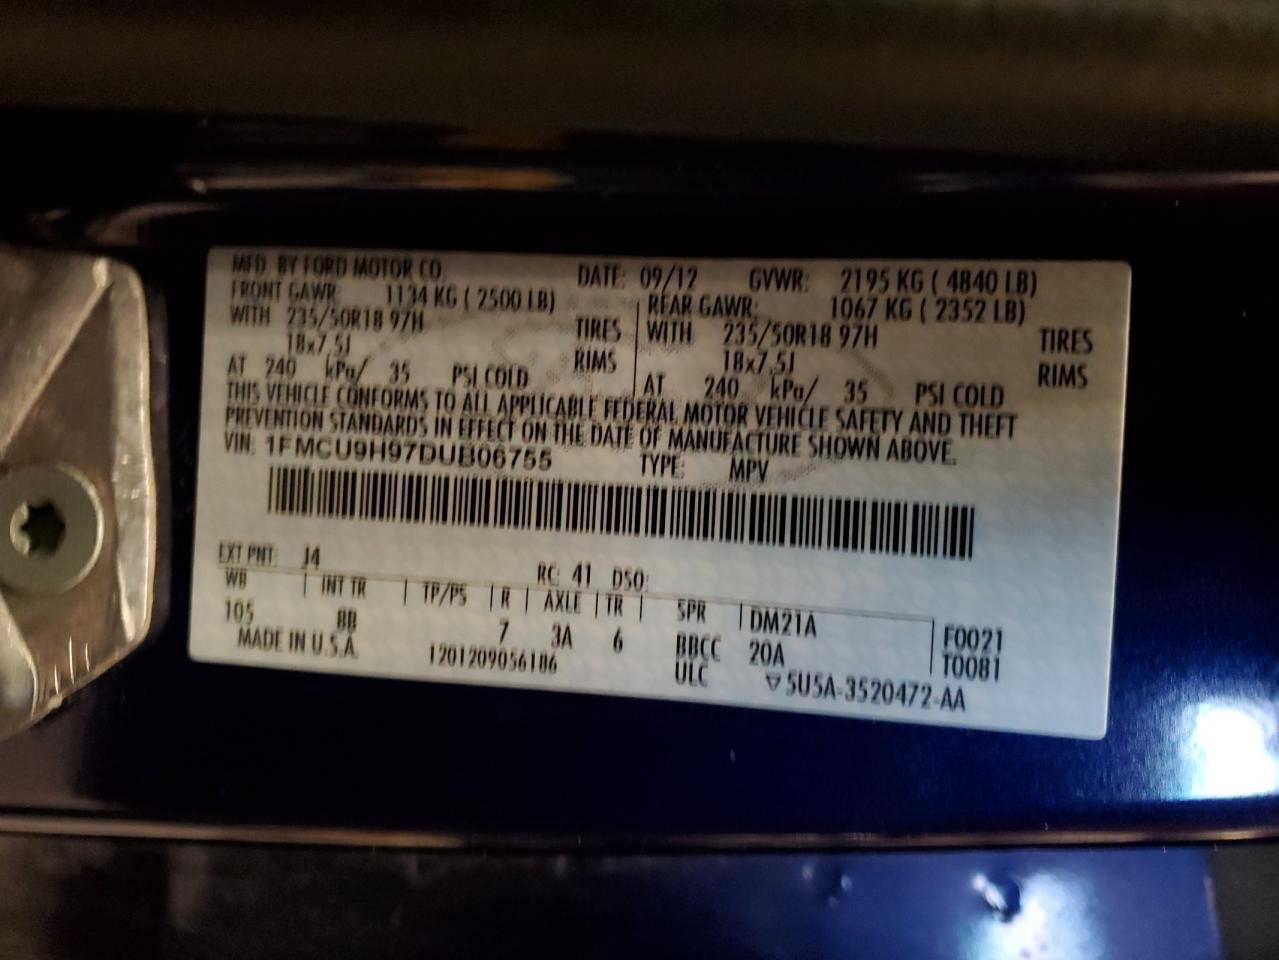 MFD. BY FORD MOTOR CO. DATE: 09/12 GVWR: 2195 KG ( 4840 LB)
FRONT GAWR: 1134 KG ( 2500 LB) REAR GAWR: 1067 KG ( 2352 LB)
WITH 235/50R18 97H TIRES WITH 235/50R18 97H TIRES
18x7.5J RIMS 18x7.5J RIMS
AT 240 kPa/ 35 PSI COLD AT 240 kPa/ 35 PSI COLD
THIS VEHICLE CONFORMS TO ALL APPLICABLE FEDERAL MOTOR VEHICLE SAFETY AND THEFT
PREVENTION STANDARDS IN EFFECT ON THE DATE OF MANUFACTURE SHOWN ABOVE.
VIN: 1FMCU9H97DUB06755 TYPE: MPV
EXT PNT: J4 RC: 41 DSO:
WB INT TR TP/PS R AXLE TR SPR DM21A F0021
105 BB 7 3A 6 BBCC 20A T0081
MADE IN U.S.A. 1201209056186 ULC ▽5U5A-3520472-AA